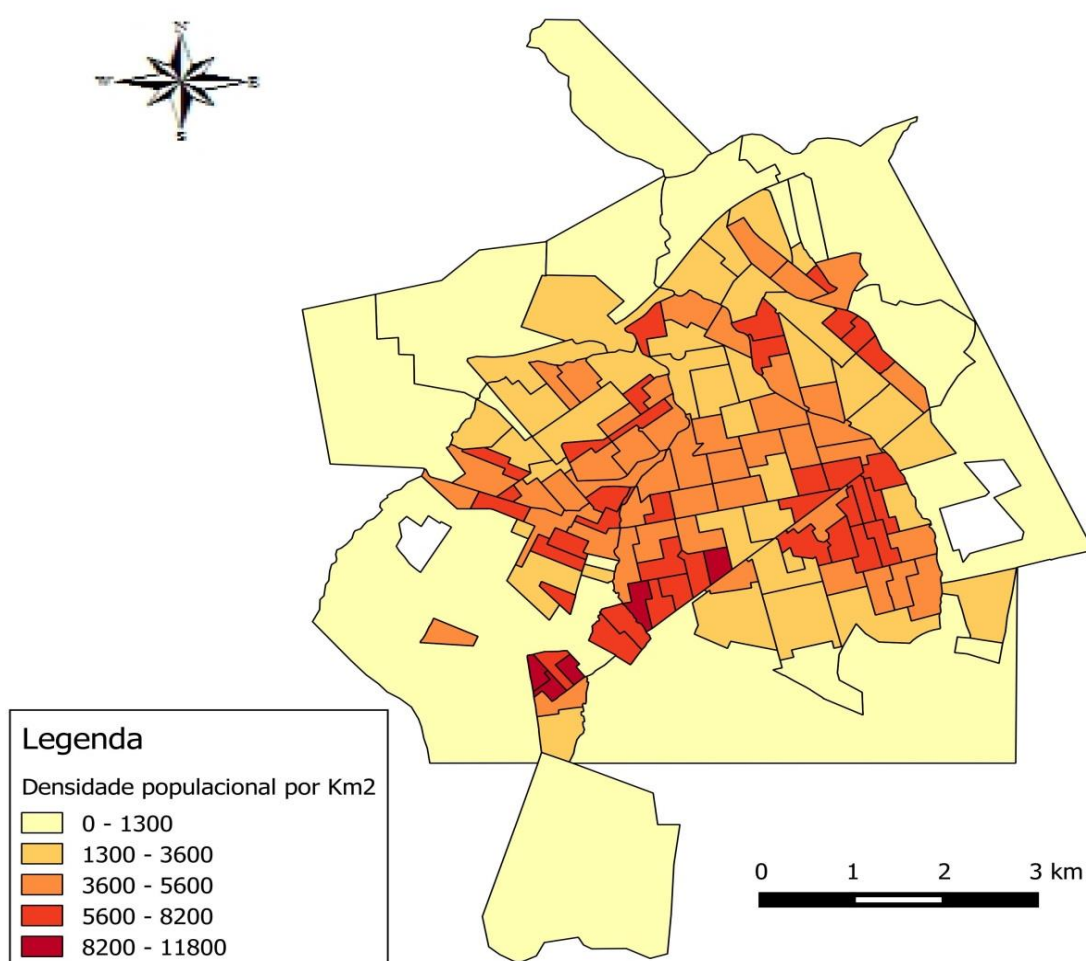 N
W E
S
Legenda
Densidade populacional por Km2
0 - 1300
1300 - 3600
3600 - 5600
5600 - 8200
8200 - 11800
0 1 2 3 km